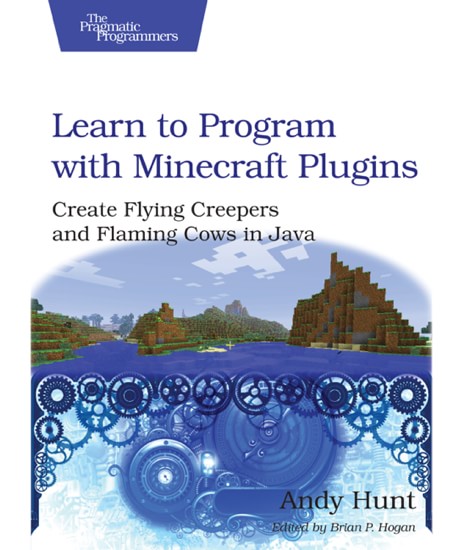 The
Pragmatic
Programmers
Learn to Program
with Minecraft Plugins
Create Flying Creepers
and Flaming Cows in Java
Andy Hunt
Edited by Brian P. Hogan